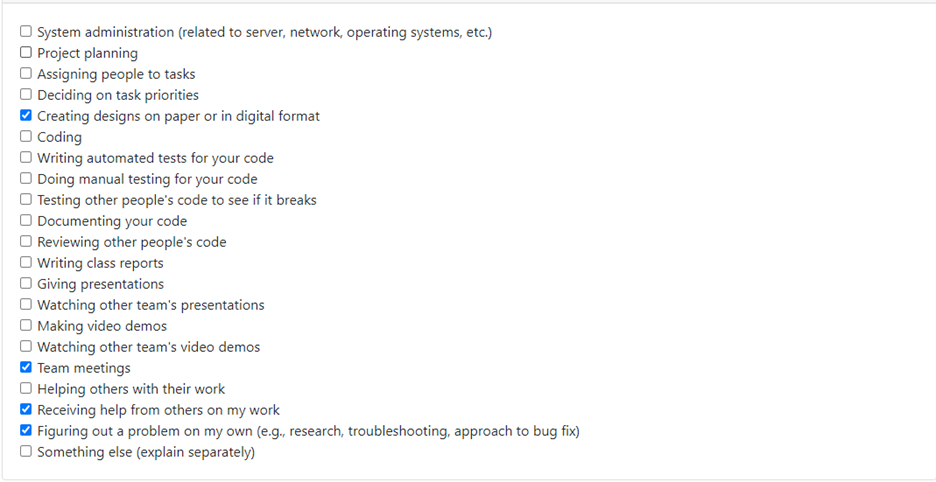 System administration (related to server, network, operating systems, etc.)
Project planning
Assigning people to tasks
Deciding on task priorities
Creating designs on paper or in digital format
Coding
Writing automated tests for your code
Doing manual testing for your code
Testing other people's code to see if it breaks
Documenting your code
Reviewing other people's code
Writing class reports
Giving presentations
Watching other team's presentations
Making video demos
Watching other team's video demos
Team meetings
Helping others with their work
Receiving help from others on my work
Figuring out a problem on my own (e.g., research, troubleshooting, approach to bug fix)
Something else (explain separately)